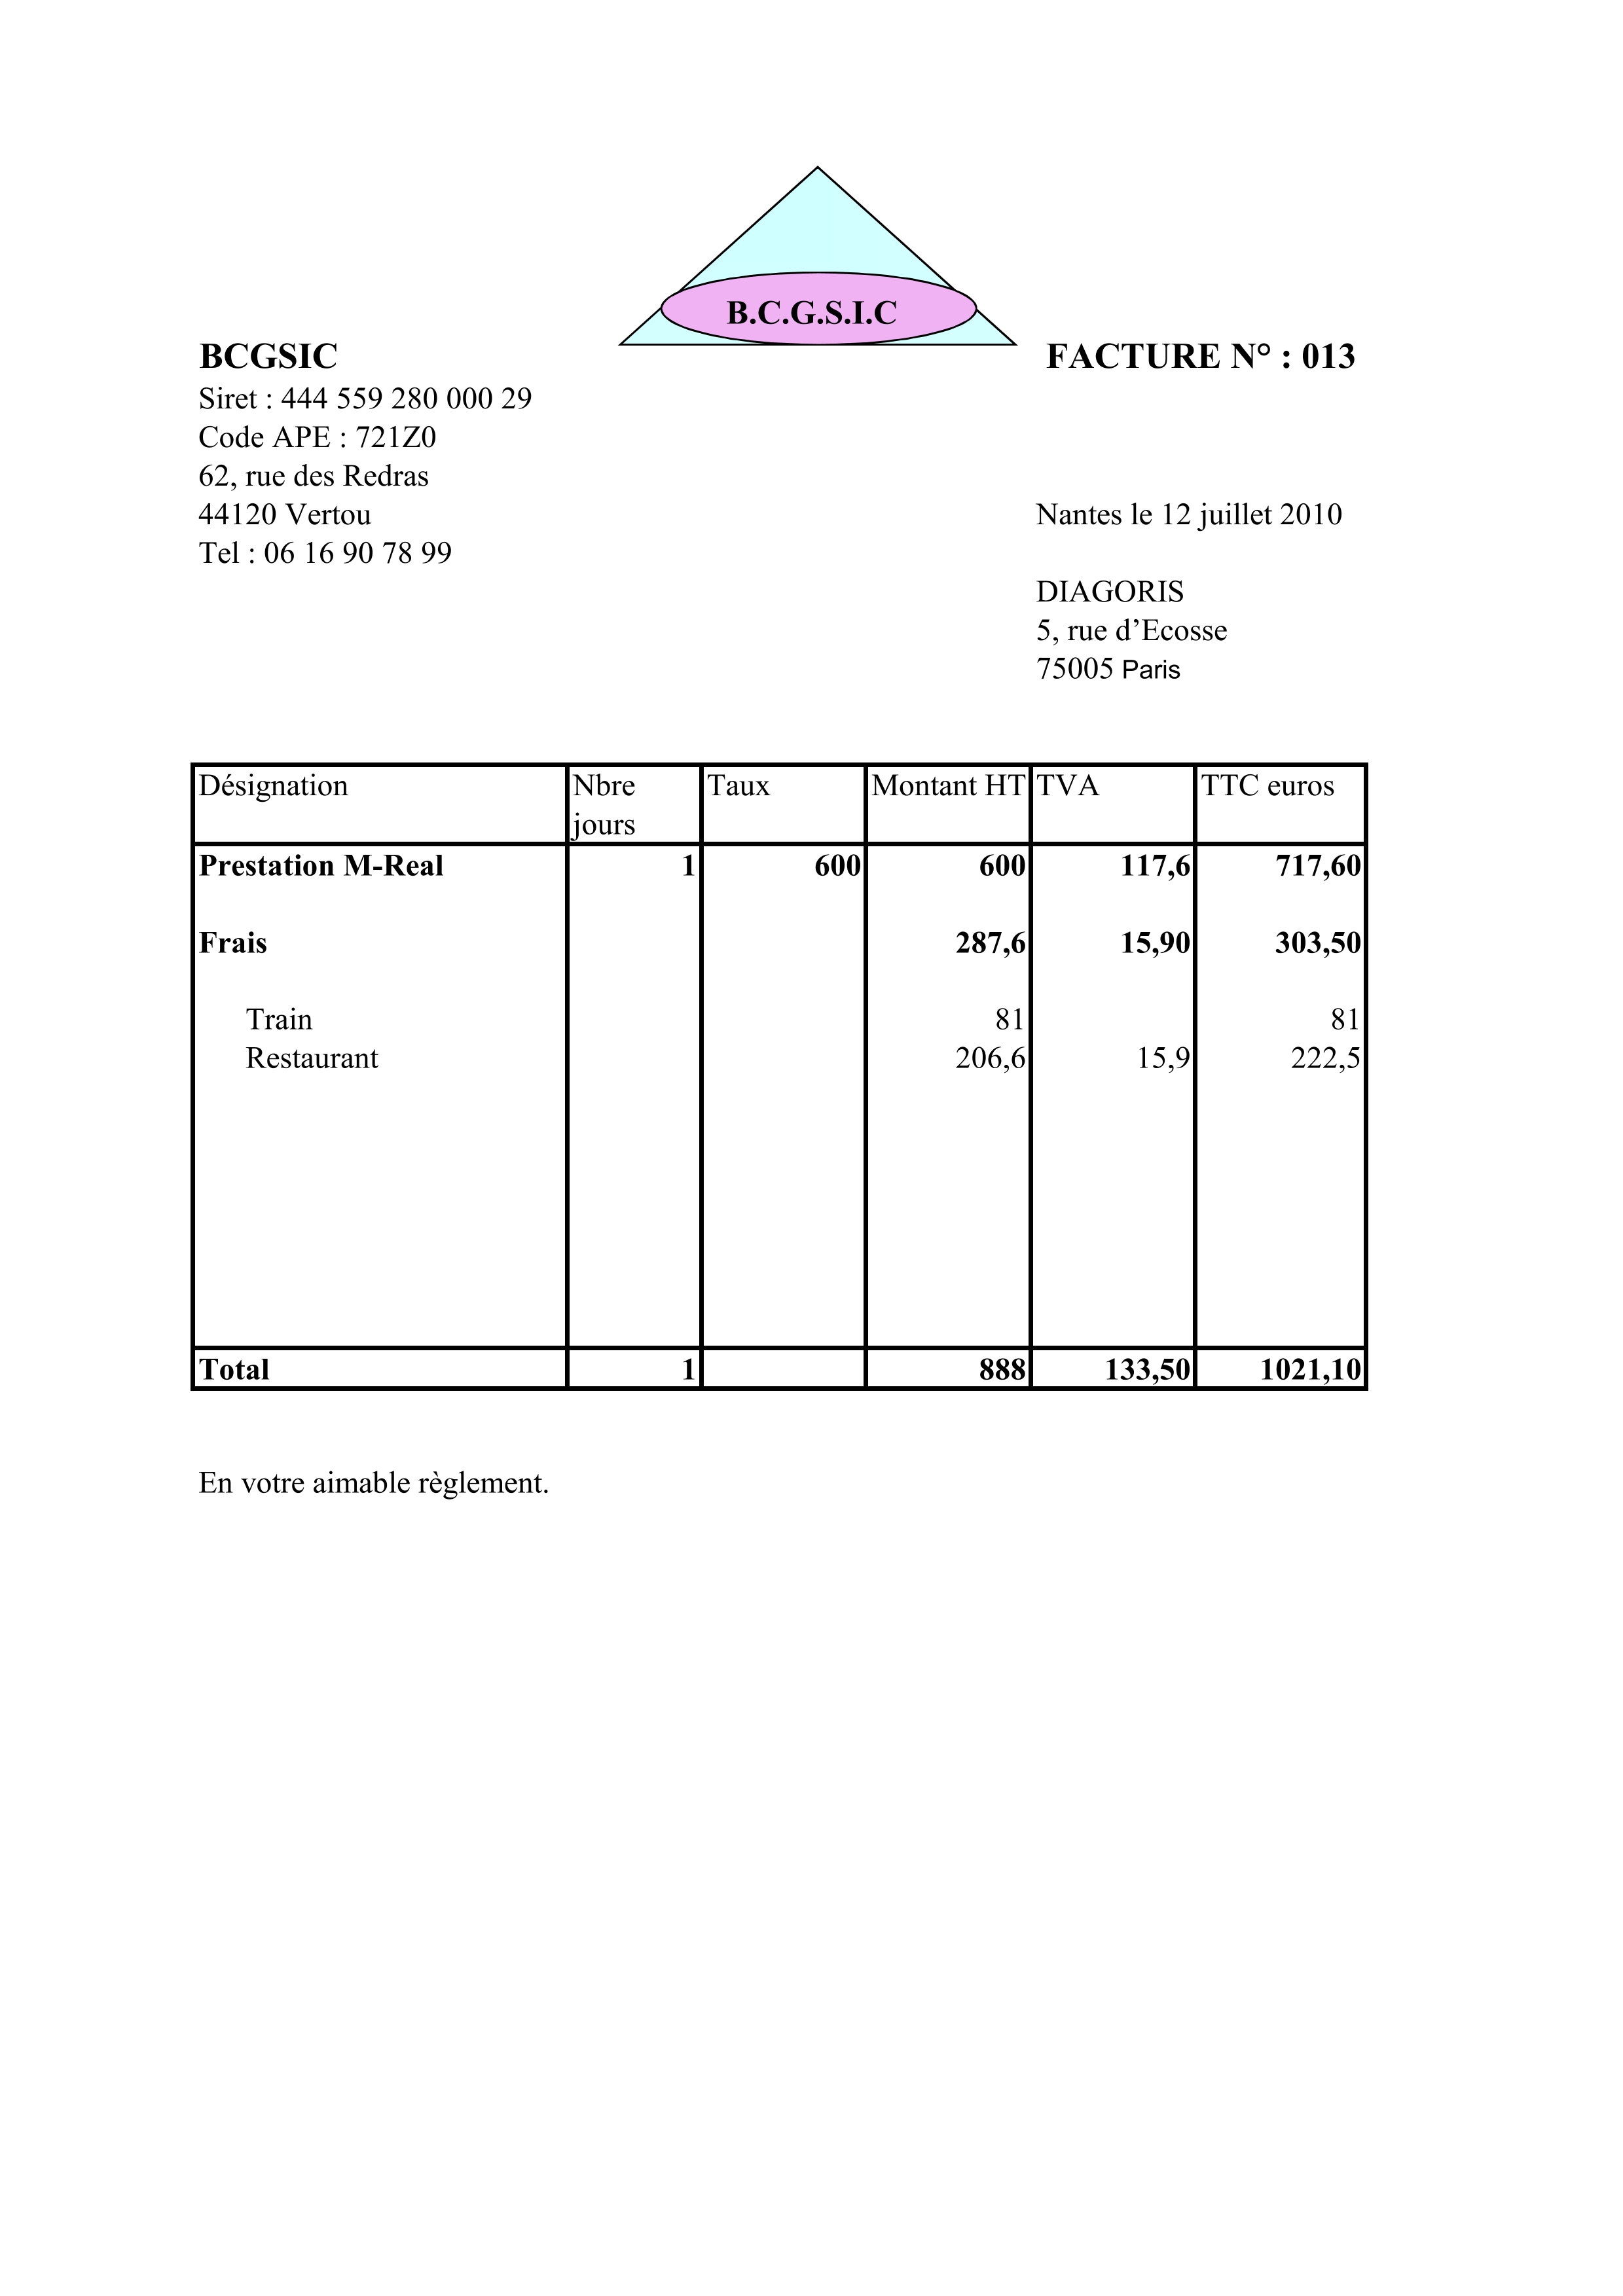 B.C.G.S.I.C
BCGSIC FACTURE N° : 013
Siret : 444 559 280 000 29
Code APE : 721Z0
62, rue des Redras
44120 Vertou Nantes le 12 juillet 2010
Tel : 06 16 90 78 99
DIAGORIS
5, rue d’Ecosse
75005 Paris
Désignation Nbre jours Taux Montant HT TVA TTC euros
Prestation M-Real 1 600 600 117,6 717,60
Frais 287,6 15,90 303,50
Train 81 81
Restaurant 206,6 15,9 222,5
Total 1 888 133,50 1021,10
En votre aimable règlement.